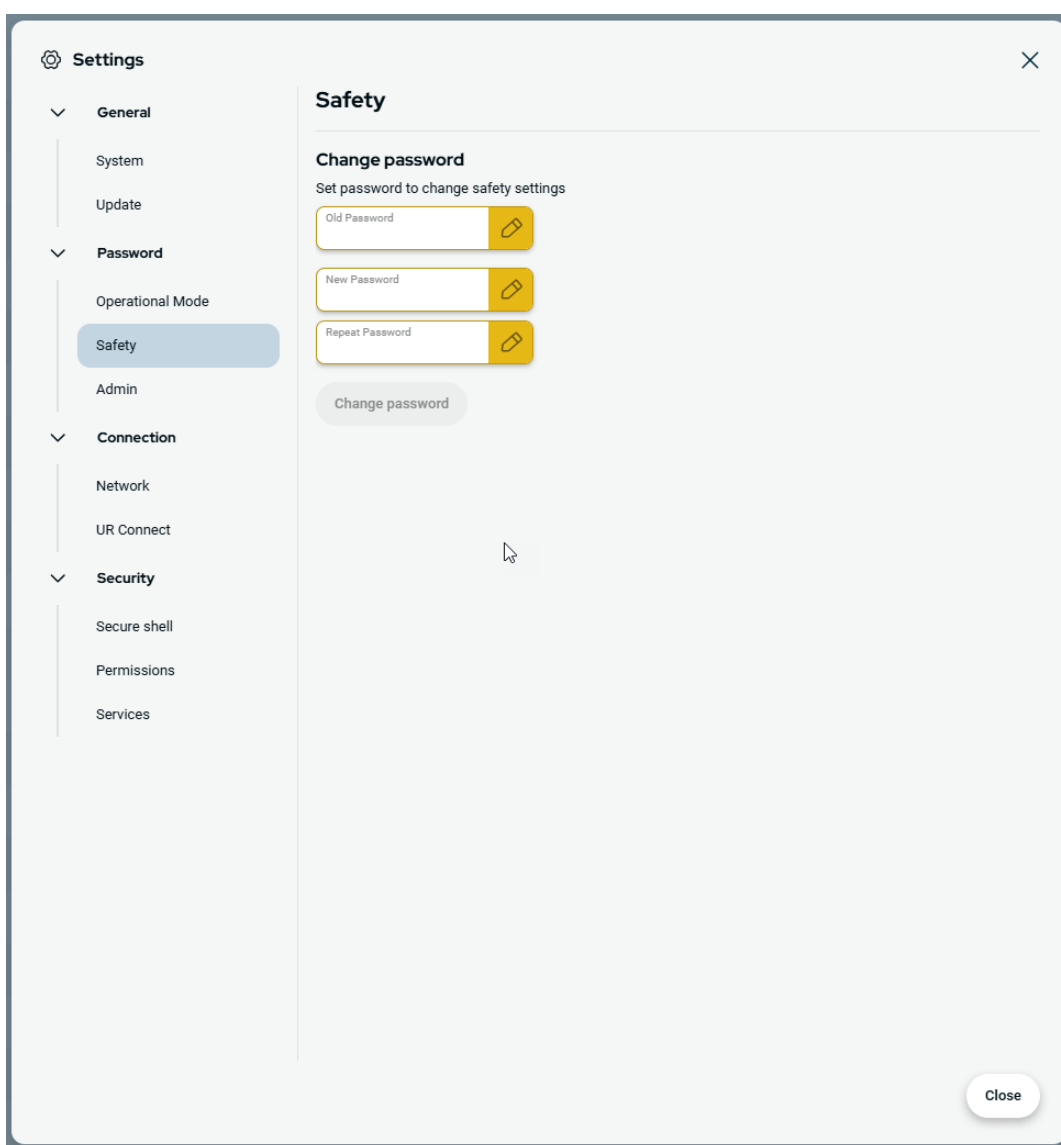 Settings
General
System
Update
Password
Operational Mode
Safety
Admin
Connection
Network
UR Connect
Security
Secure shell
Permissions
Services
Safety
Change password
Set password to change safety settings
Old Password
New Password
Repeat Password
Change password
Close